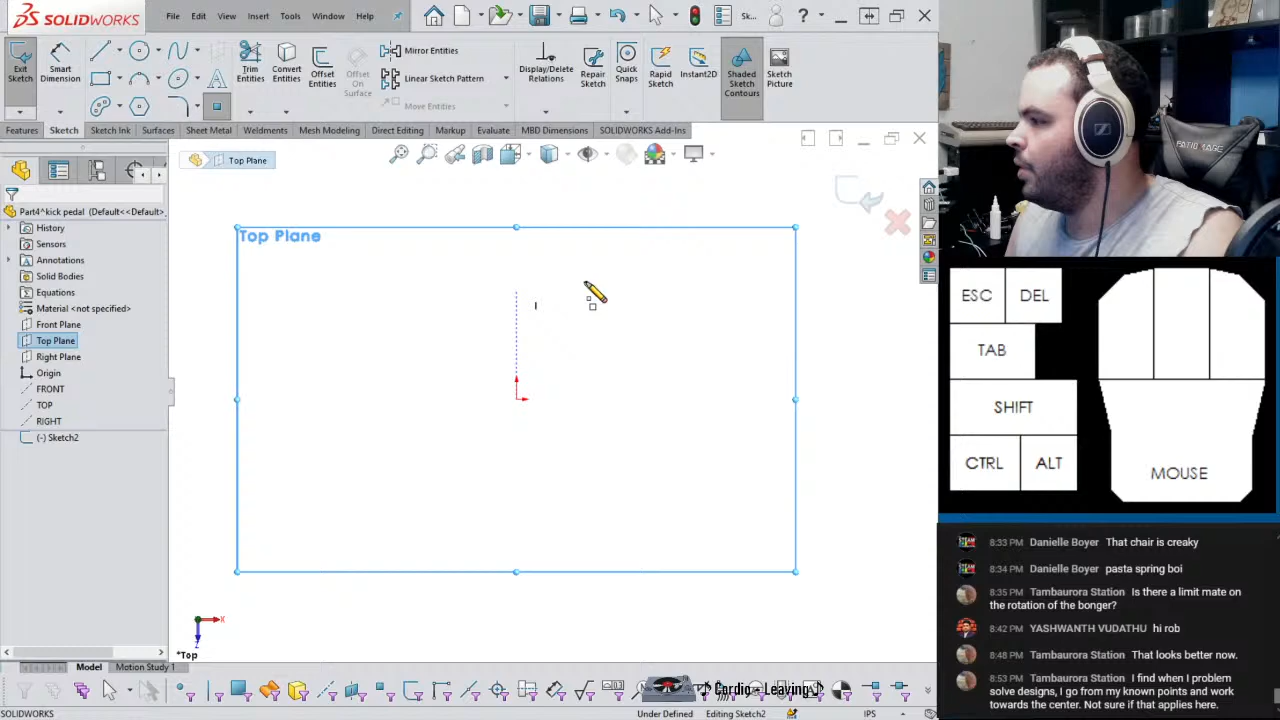 SOLIDWORKS
File
Edit
View
Insert
Tools
Window
Help
Sk...
?
Exit
Sketch
Smart
Dimension
Trim
Entities
Convert
Entities
Offset
Entities
Offset
On
Surface
Mirror Entities
Linear Sketch Pattern
Move Entities
Display/Delete
Relations
Repair
Sketch
Quick
Snaps
Rapid
Sketch
Instant2D
Shaded
Sketch
Contours
Sketch
Picture
Features
Sketch
Sketch Ink
Surfaces
Sheet Metal
Weldments
Mesh Modeling
Direct Editing
Markup
Evaluate
MBD Dimensions
SOLIDWORKS Add-Ins
Top Plane
Part4^kick pedal (Default<<Default>
History
Sensors
Annotations
Solid Bodies
Equations
Material <not specified>
Front Plane
Top Plane
Right Plane
Origin
FRONT
TOP
RIGHT
(-) Sketch2
Top Plane
X
Z
*Top
Model
Motion Study 1
Cardio - Leaving
SOLIDWORKS
Under Defined
Editing Sketch2
IPS
ESC
DEL
TAB
SHIFT
CTRL
ALT
MOUSE
8:33 PM Danielle Boyer That chair is creaky
8:34 PM Danielle Boyer pasta spring boi
8:35 PM Tambaurora Station Is there a limit mate on
the rotation of the bonger?
8:42 PM YASHWANTH VUDATHU hi rob
8:48 PM Tambaurora Station That looks better now.
8:53 PM Tambaurora Station I find when I problem
solve designs, I go from my known points and work
towards the center. Not sure if that applies here.